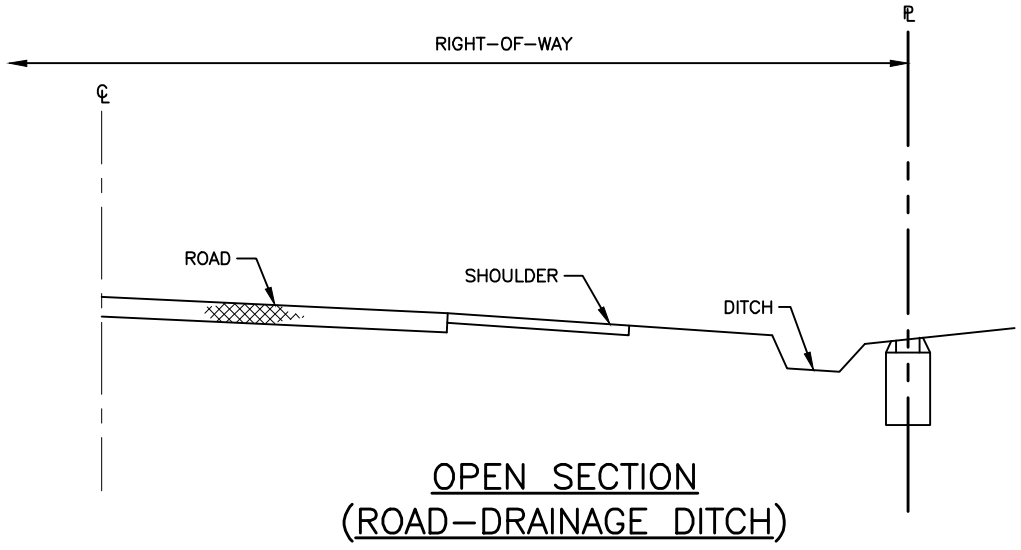 ℄
RIGHT-OF-WAY
℄
ROAD
SHOULDER
DITCH
OPEN SECTION
(ROAD-DRAINAGE DITCH)